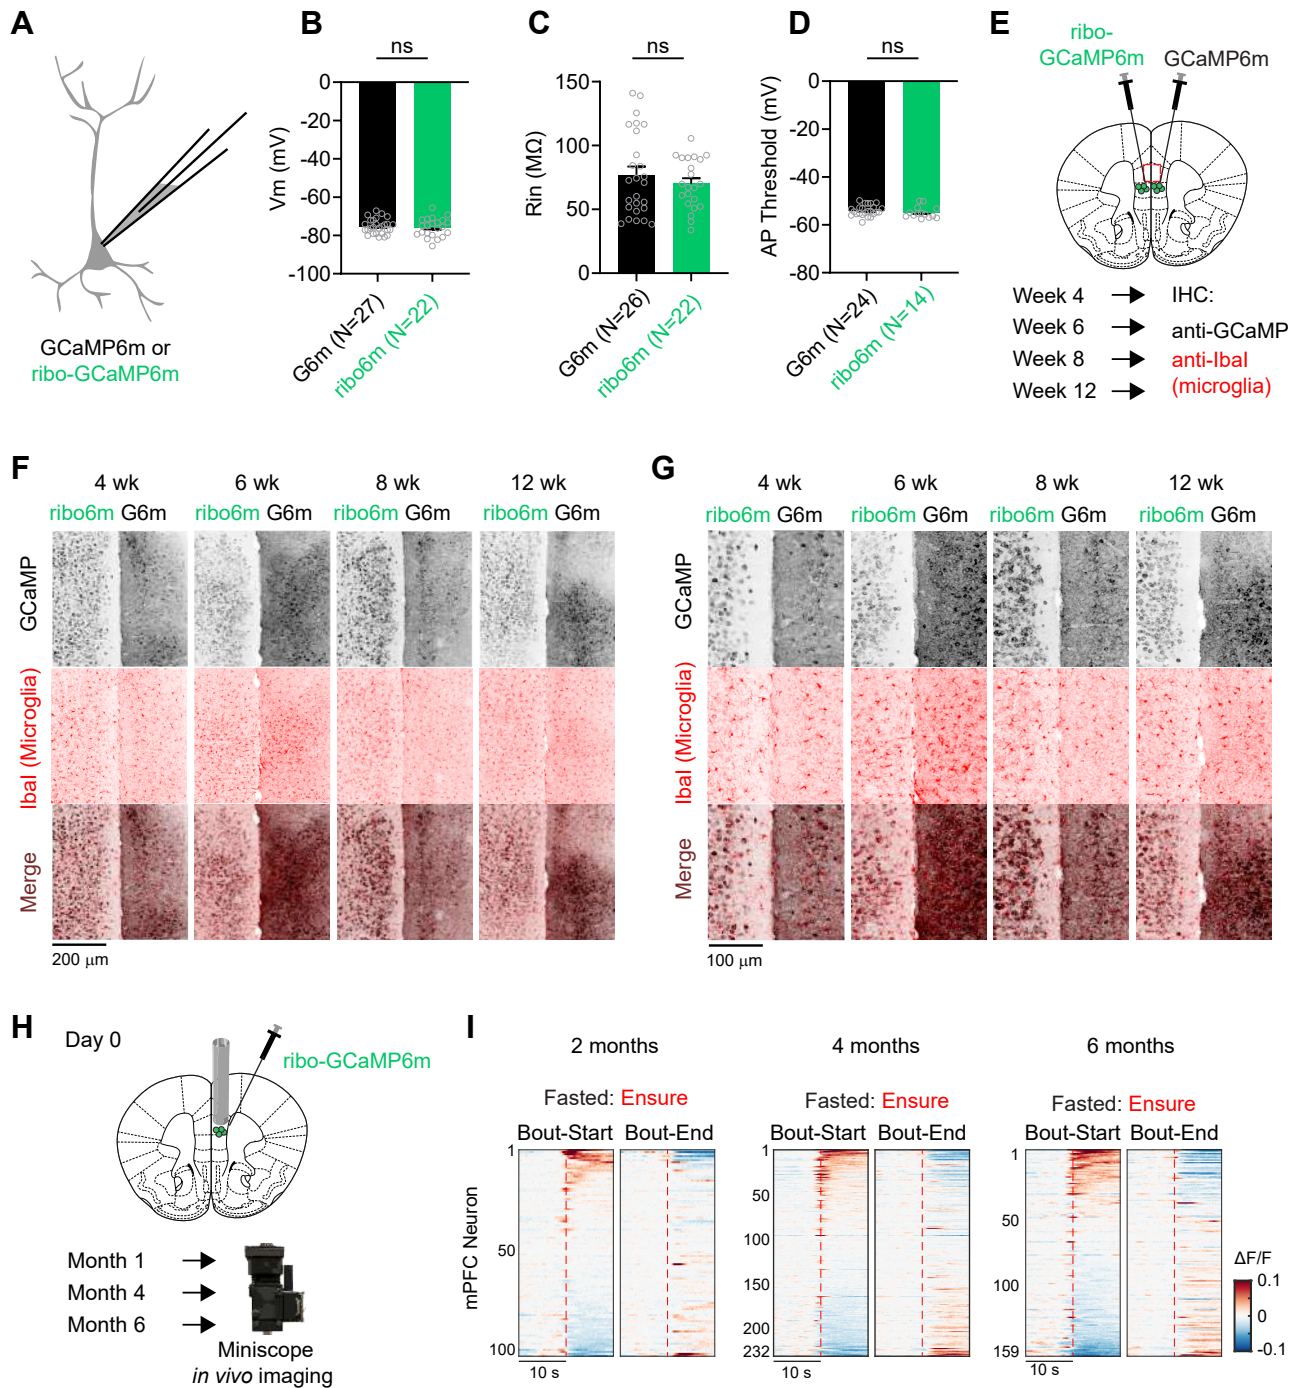 A
GCaMP6m or
ribo-GCaMP6m
B
ns
Vm (mV)
0
-20
-40
-60
-80
-100
G6m (N=27)
ribo6m (N=22)
C
ns
Rin (MΩ)
150
100
50
0
G6m (N=26)
ribo6m (N=22)
D
ns
AP Threshold (mV)
0
-20
-40
-60
-80
G6m (N=24)
ribo6m (N=14)
E
ribo-
GCaMP6m
GCaMP6m
Week 4
Week 6
Week 8
Week 12
IHC:
anti-GCaMP
anti-Ibal
(microglia)
F
4 wk
6 wk
8 wk
12 wk
ribo6m G6m
ribo6m G6m
ribo6m G6m
ribo6m G6m
GCaMP
Ibal (Microglia)
Merge
200 μm
G
4 wk
6 wk
8 wk
12 wk
ribo6m G6m
ribo6m G6m
ribo6m G6m
ribo6m G6m
GCaMP
Ibal (Microglia)
Merge
100 μm
H
Day 0
ribo-GCaMP6m
Month 1
Month 4
Month 6
Miniscope
in vivo imaging
I
2 months
Fasted: Ensure
Bout-Start Bout-End
mPFC Neuron
1
50
100
10 s
4 months
Fasted: Ensure
Bout-Start Bout-End
1
50
100
150
200
232
10 s
6 months
Fasted: Ensure
Bout-Start Bout-End
1
50
100
159
10 s
ΔF/F
0.1
0
-0.1